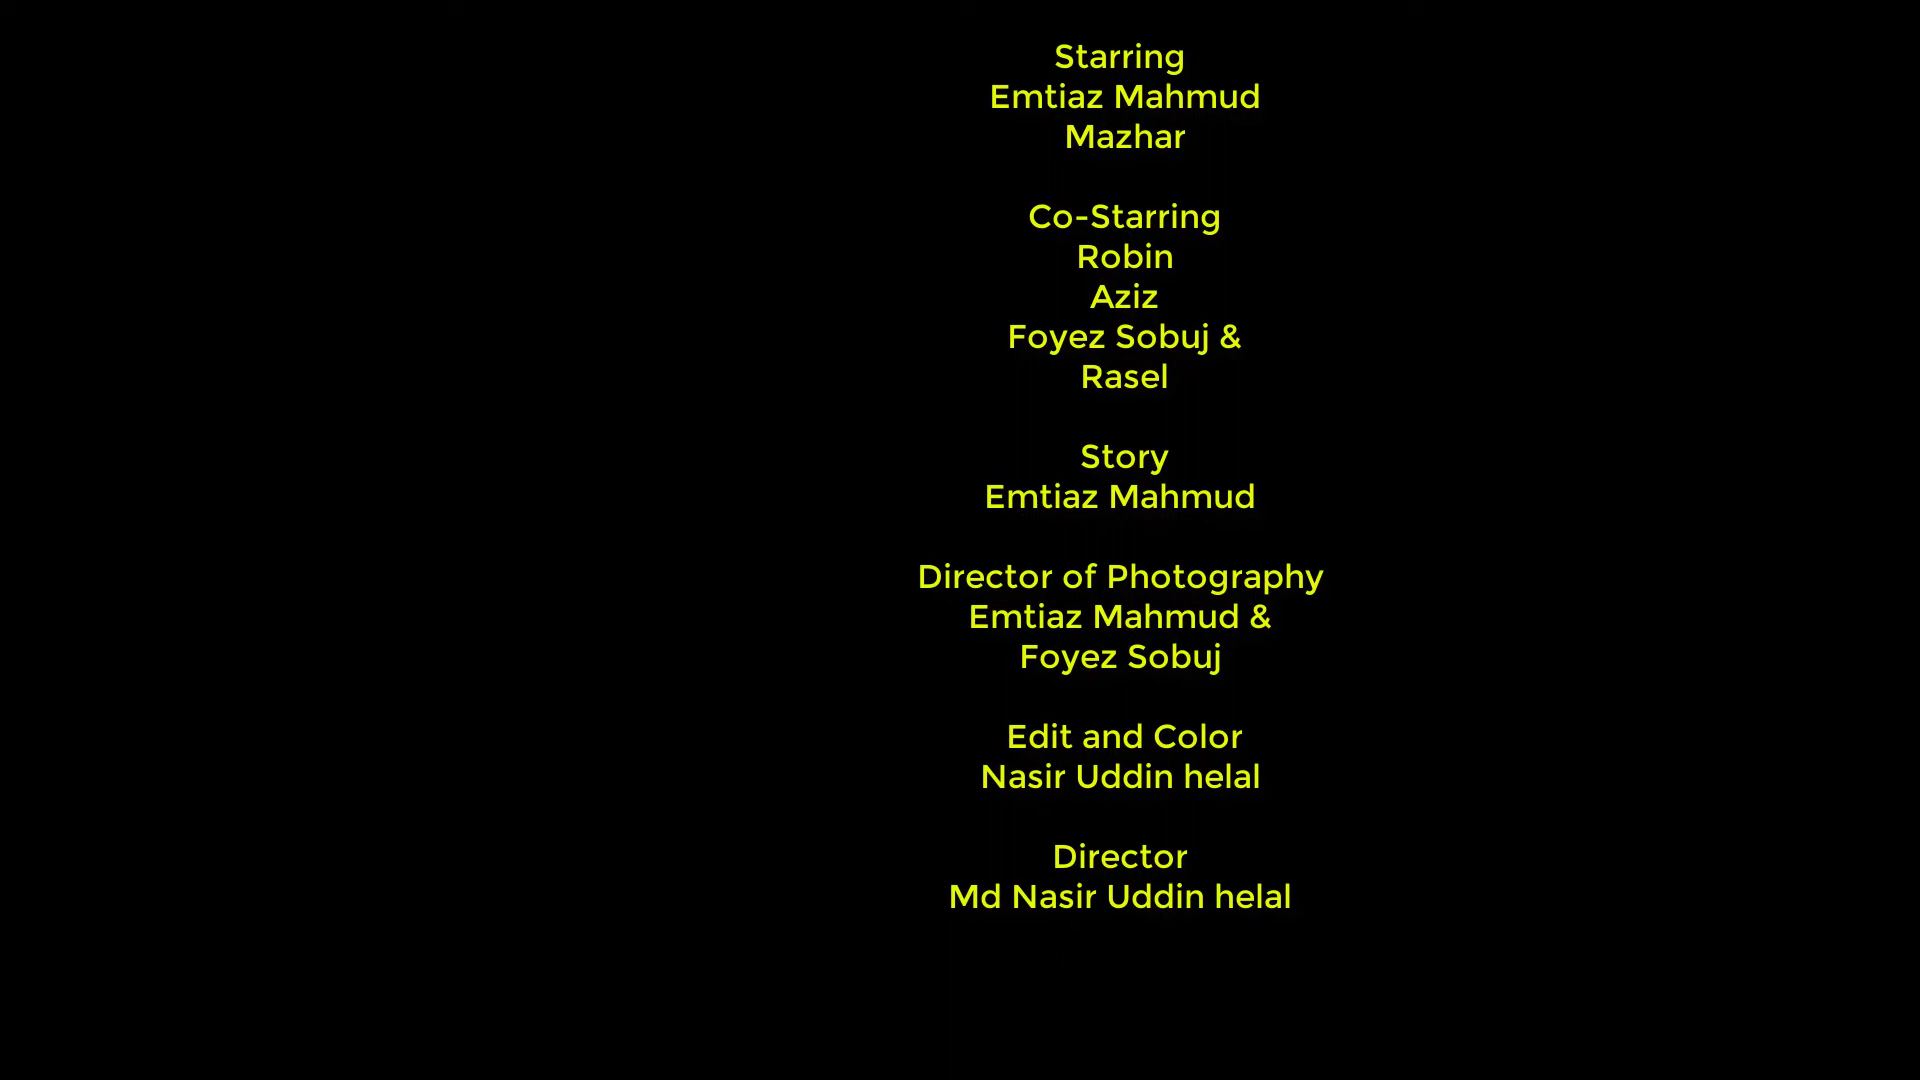 Starring
Emtiaz Mahmud
Mazhar
Co-Starring
Robin
Aziz
Foyez Sobuj &
Rasel
Story
Emtiaz Mahmud
Director of Photography
Emtiaz Mahmud &
Foyez Sobuj
Edit and Color
Nasir Uddin helal
Director
Md Nasir Uddin helal